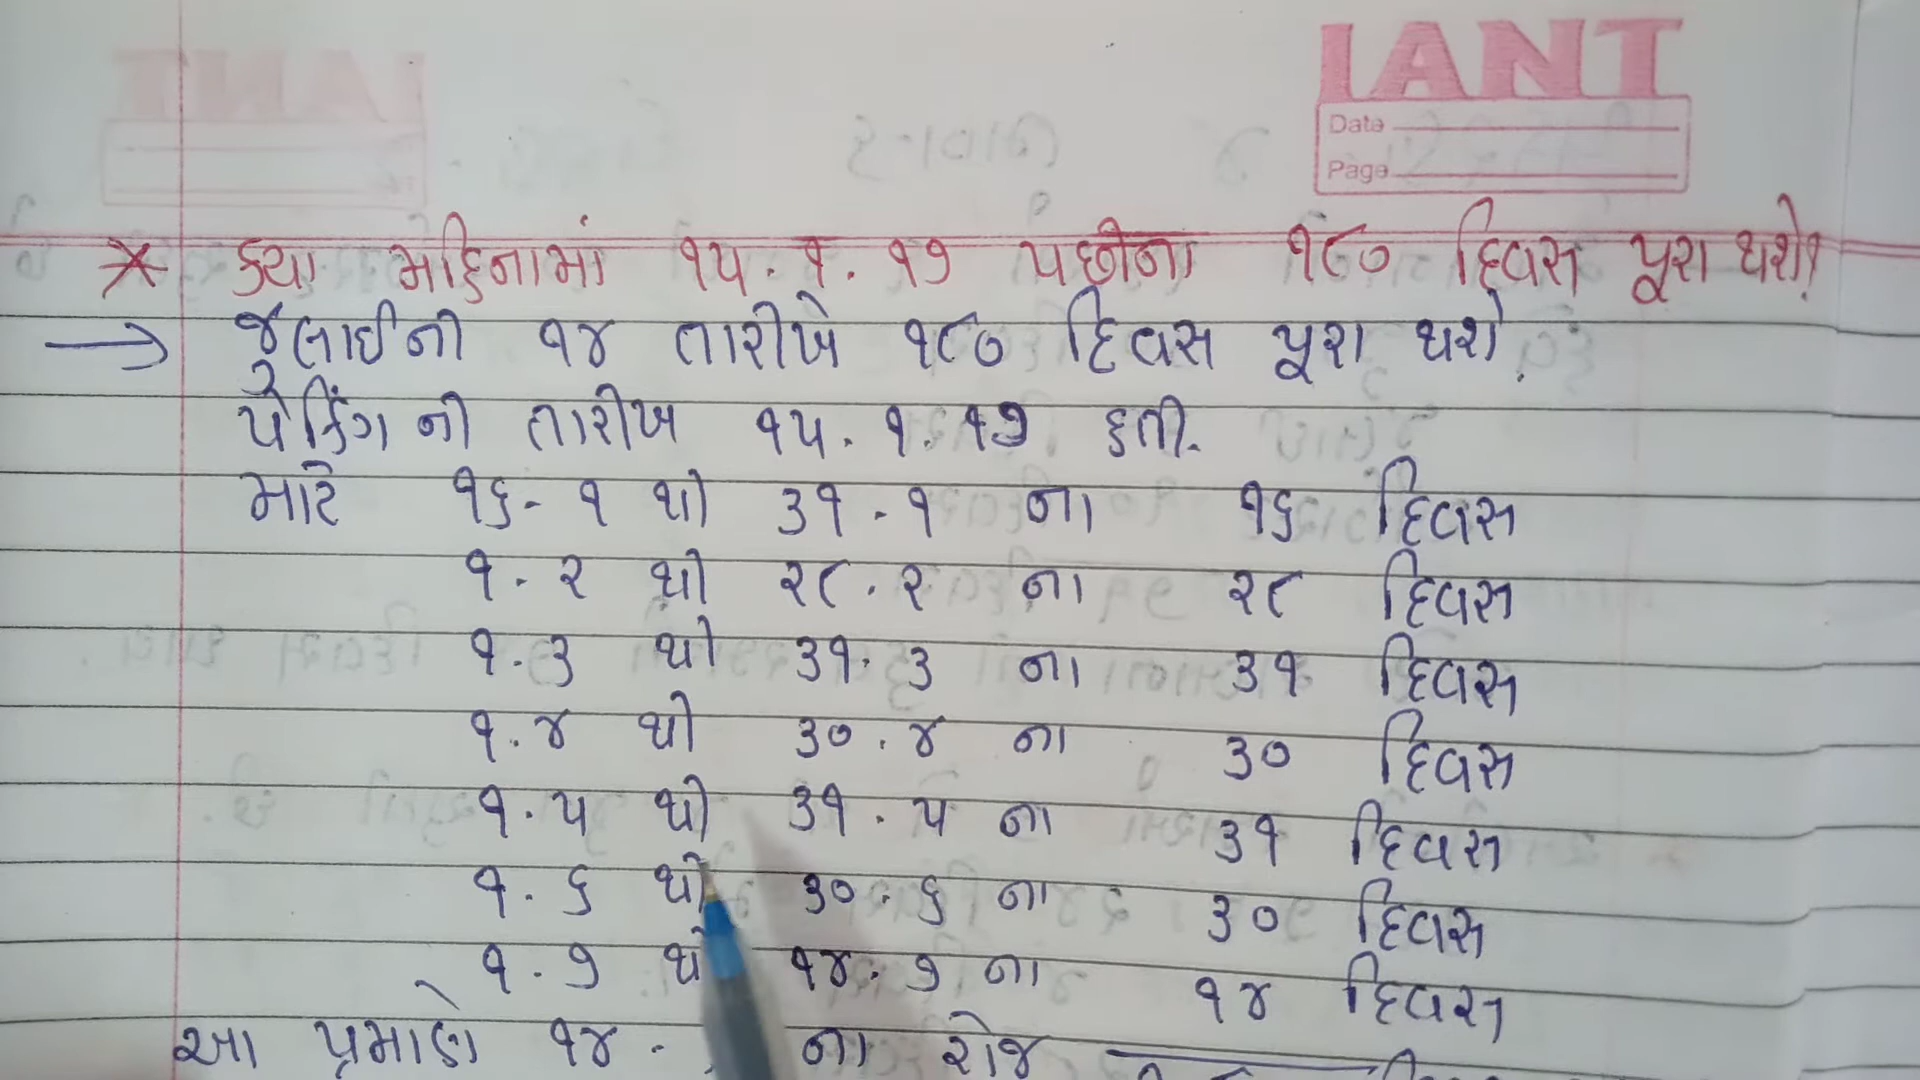 IANT
Date
Page
* કયા મહિનામાં ૧૫.૧.૧૭ પછીના ૧૮૦ દિવસ પૂરા થશે?
→ જુલાઈની ૧૪ તારીખે ૧૮૦ દિવસ પૂરા થશે.
પેકિંગની તારીખ ૧૫.૧.૧૭ હતી.
માટે ૧૬.૧ થી ૩૧.૧ ના ૧૬ દિવસ
૧.૨ થી ૨૮.૨ ના ૨૮ દિવસ
૧.૩ થી ૩૧.૩ ના ૩૧ દિવસ
૧.૪ થી ૩૦.૪ ના ૩૦ દિવસ
૧.૫ થી ૩૧.૫ ના ૩૧ દિવસ
૧.૬ થી ૩૦.૬ ના ૩૦ દિવસ
૧.૭ થી ૧૪.૭ ના ૧૪ દિવસ
આ પ્રમાણે ૧૪. ના રોજ